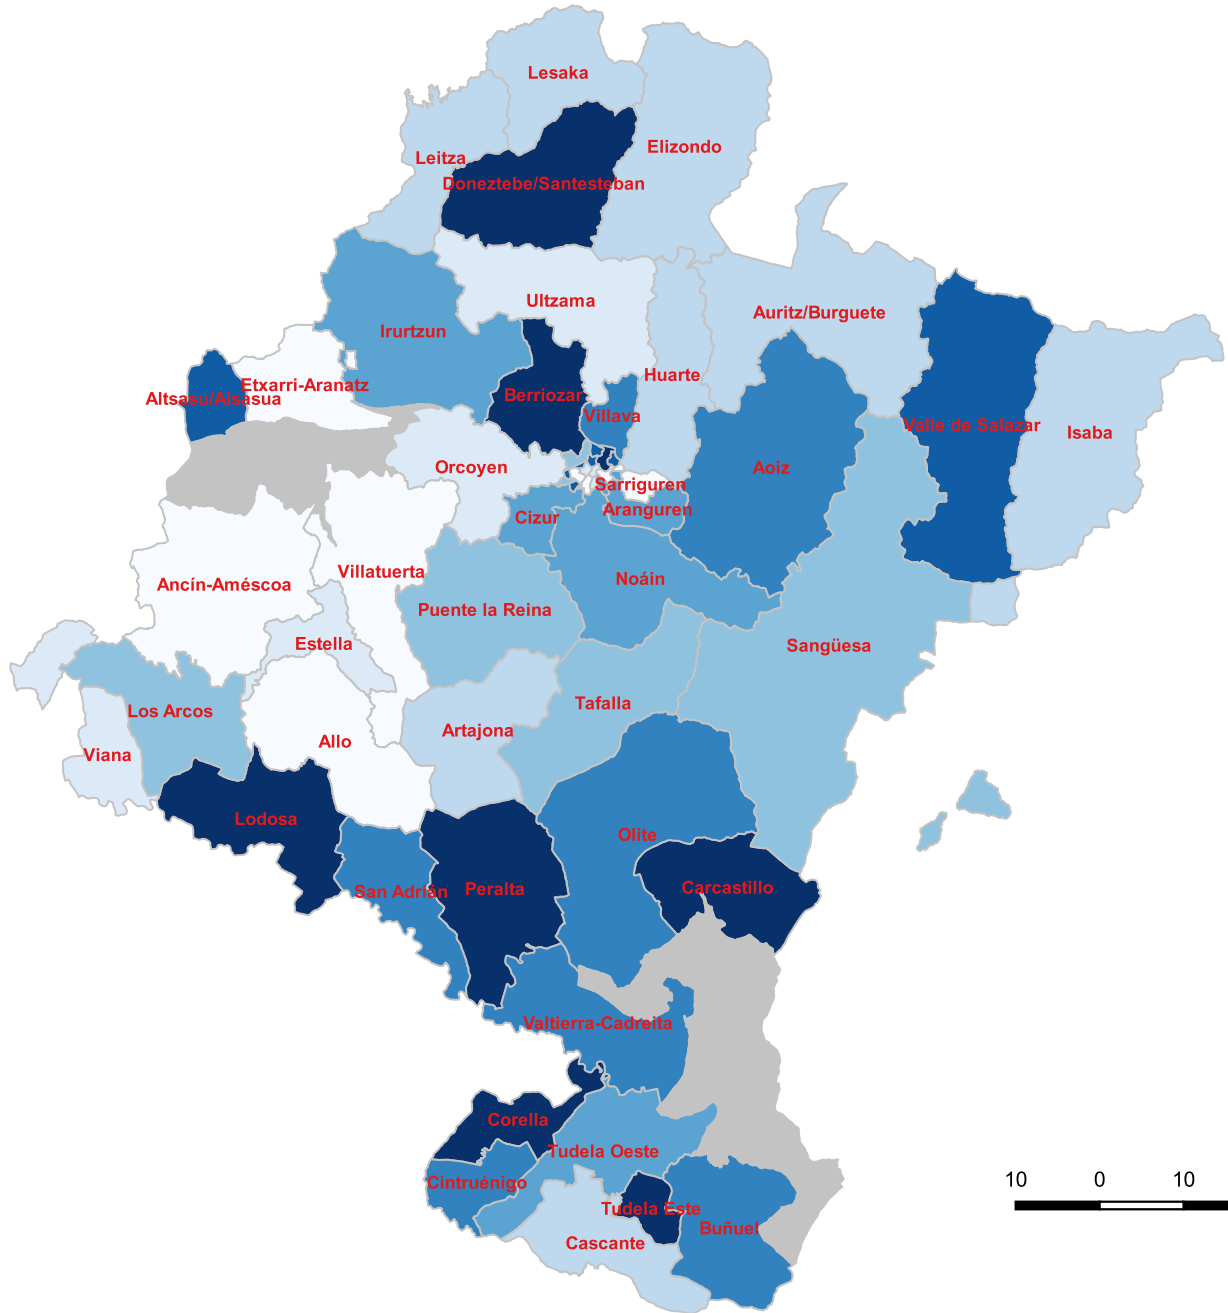 Lesaka
Elizondo
Leitza
Doneztebe/Santesteban
Ultzama
Auritz/Burguete
Irurtzun
Huarte
Etxarri-Aranatz
Altsasu/Alsasua
Berriozar
Villava
Valle de Salazar
Isaba
Orcoyen
Aoiz
Sarriguren
Aranguren
Cizur
Villatuerta
Noáin
Ancín-Améscoa
Puente la Reina
Estella
Sangüesa
Tafalla
Los Arcos
Artajona
Allo
Viana
Lodosa
Olite
San Adrián
Peralta
Carcastillo
Valtierra-Cadreita
Corella
Tudela Oeste
Cintruénigo
Tudela Este
Buñuel
Cascante
10 0 10